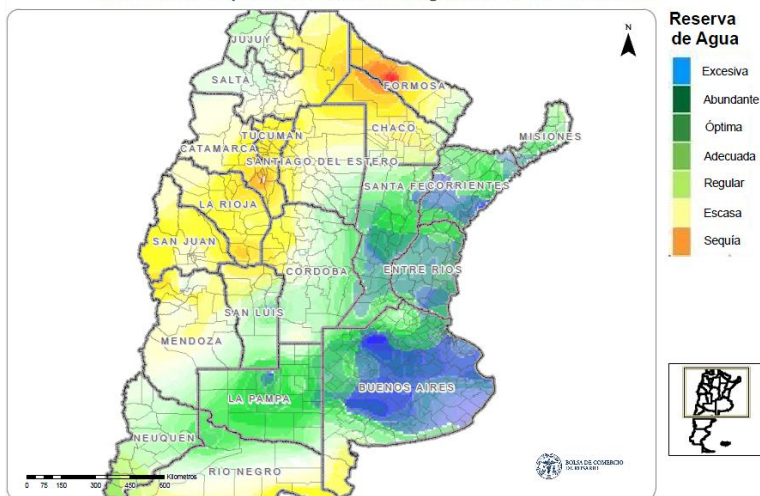 Reserva
de Agua
Excesiva
Abundante
Óptima
Adecuada
Regular
Escasa
Sequía
N
JUJUY
SALTA
FORMOSA
CHACO
MISIONES
TUCUMAN
CATAMARCA
SANTIAGO DEL ESTERO
SANTA FE
CORRIENTES
LA RIOJA
SAN JUAN
CORDOBA
ENTRE RIOS
SAN LUIS
MENDOZA
BUENOS AIRES
LA PAMPA
NEUQUEN
RIO NEGRO
Kilometros
0 75 150 300 450 600
BOLSA DE COMERCIO
DE ROSARIO